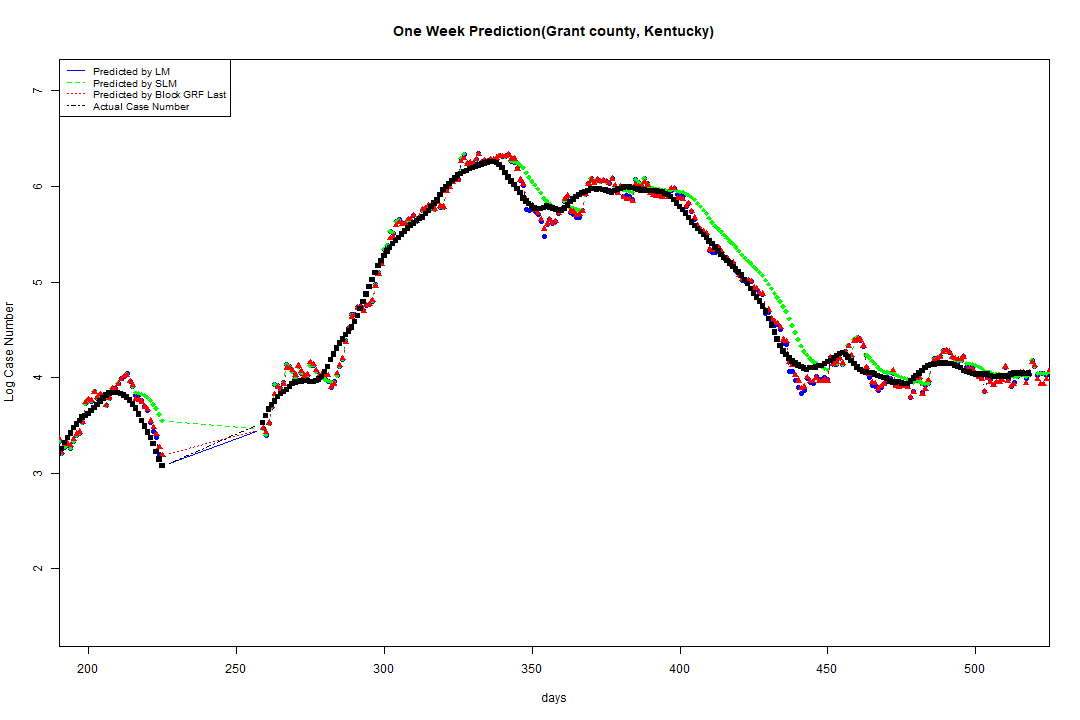 One Week Prediction(Grant county, Kentucky)
Predicted by LM
Predicted by SLM
Predicted by Block GRF Last
Actual Case Number
7
6
5
4
3
2
Log Case Number
200 250 300 350 400 450 500
days